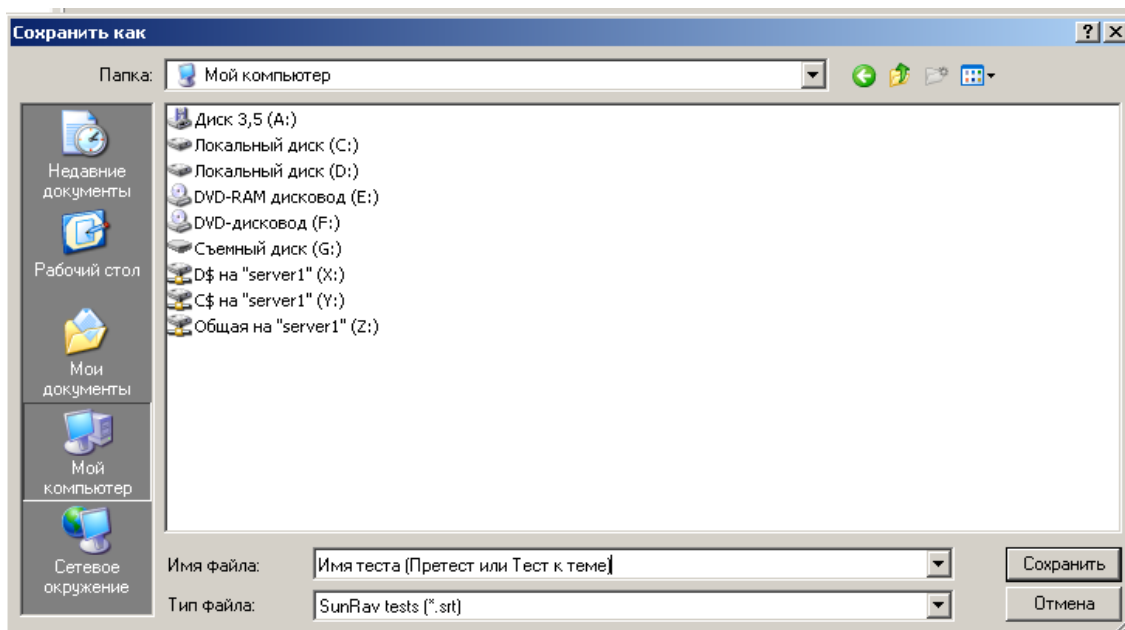 Сохранить как
Папка:
Мой компьютер
Диск 3,5 (A:)
Локальный диск (C:)
Локальный диск (D:)
DVD-RAM дисковод (E:)
DVD-дисковод (F:)
Съемный диск (G:)
D$ на "server1" (X:)
C$ на "server1" (Y:)
Общая на "server1" (Z:)
Недавние
документы
Рабочий стол
Мои
документы
Мой
компьютер
Сетевое
окружение
Имя файла:
Имя теста (Претест или Тест к теме)
Сохранить
Тип файла:
SunRav tests (*.srt)
Отмена